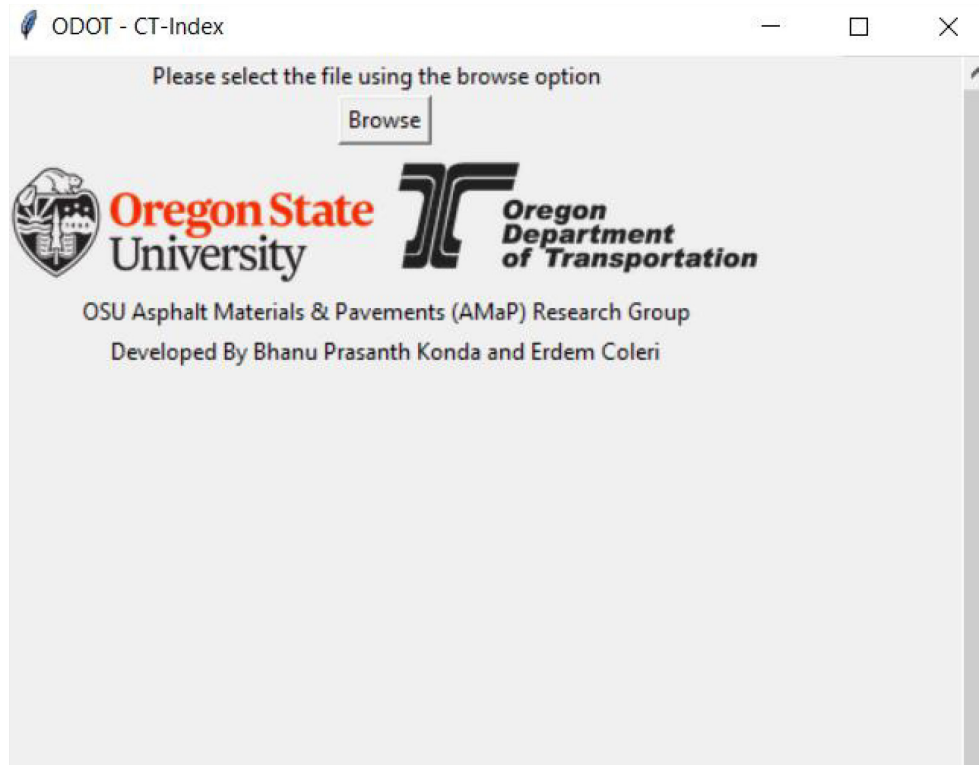 ODOT - CT-Index
Please select the file using the browse option
Browse
Oregon State
University
Oregon
Department
of Transportation
OSU Asphalt Materials & Pavements (AMaP) Research Group
Developed By Bhanu Prasanth Konda and Erdem Coleri